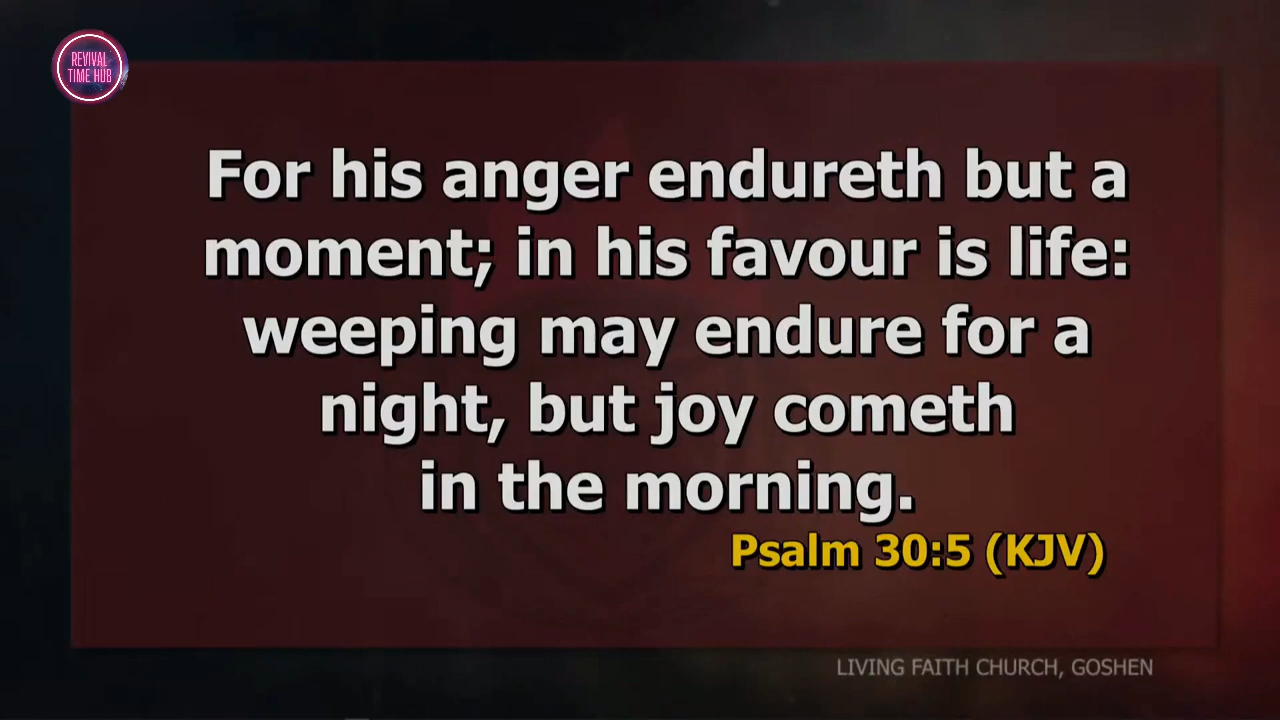 REVIVAL
TIME HUB
For his anger endureth but a
moment; in his favour is life:
weeping may endure for a
night, but joy cometh
in the morning.
Psalm 30:5 (KJV)
LIVING FAITH CHURCH, GOSHEN